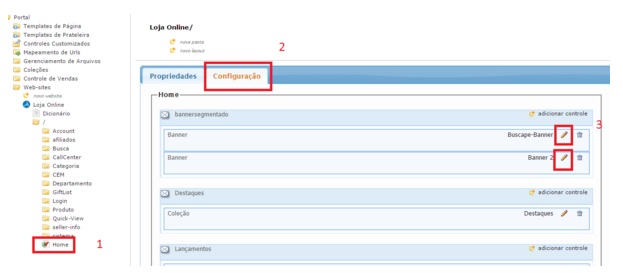 Portal
Templates de Página
Templates de Prateleira
Controles Customizados
Mapeamento de Urls
Gerenciamento de Arquivos
Coleções
Controle de Vendas
Web-sites
novo website
Loja Online
Dicionário
/
Account
afiliados
Busca
CallCenter
Categoria
CEM
Departamento
GiftList
Login
Produto
Quick-View
seller-info
sistema
Home
1
Loja Online/
nova pasta
novo layout
2
Propriedades Configuração
Home
bannersegmentado adicionar controle
3
Banner Buscape-Banner
Banner Banner 2
Destaques adicionar controle
Coleção Destaques
Lançamentos adicionar controle